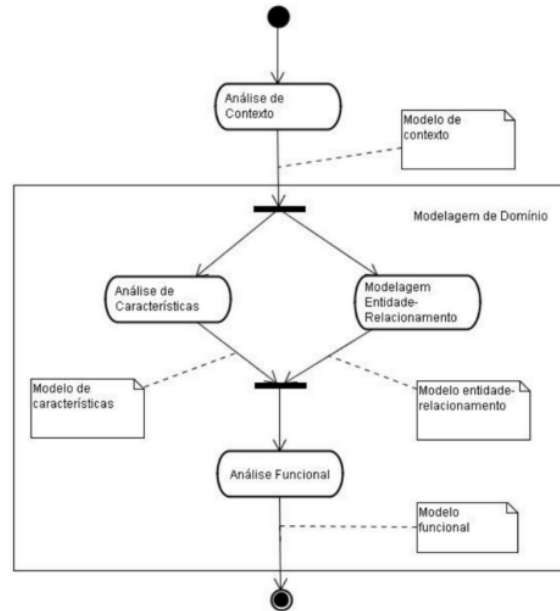 Análise de
Contexto
Modelo de
contexto
Modelagem de Domínio
Análise de
Características
Modelagem
Entidade-
Relacionamento
Modelo de
características
Modelo entidade-
relacionamento
Análise Funcional
Modelo
funcional